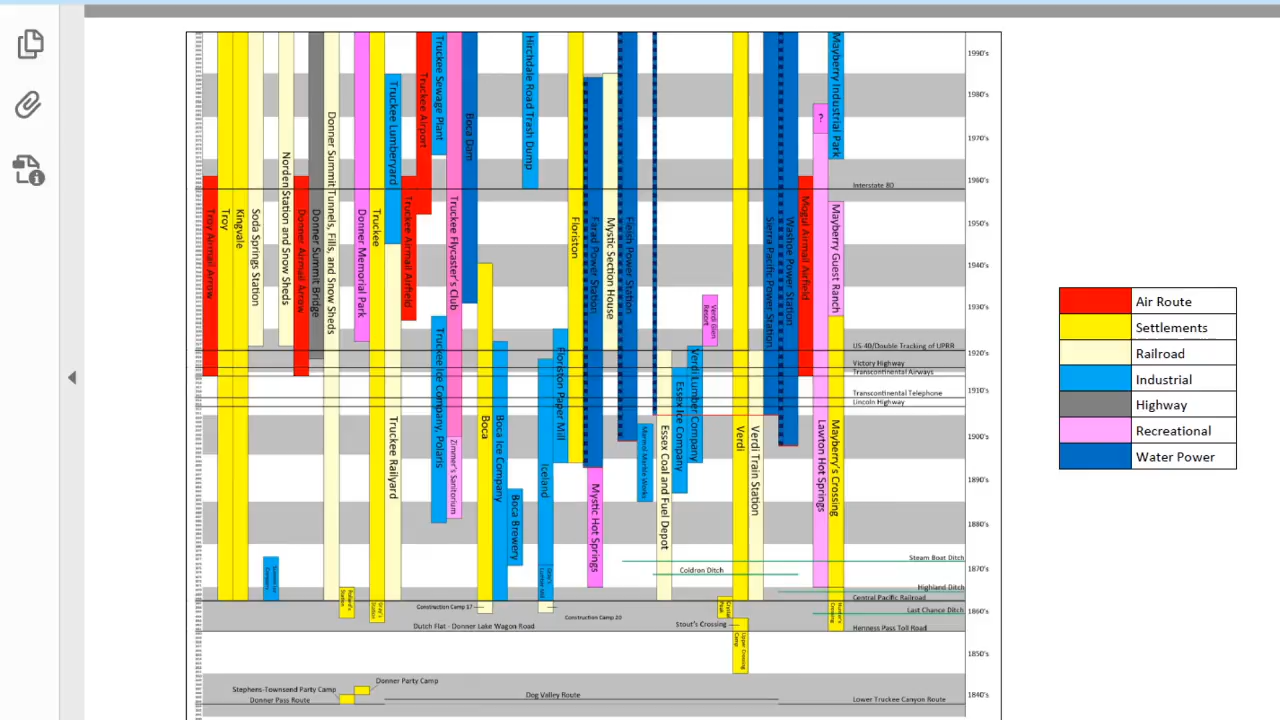 1990's
1980's
1970's
1960's
1950's
1940's
1930's
1920's
1910's
1900's
1890's
1880's
1870's
1860's
1850's
1840's
Troy Airmail Arrow
Troy
Kingvale
Soda Springs Station
Norden Station and Snow Sheds
Donner Airmail Arrow
Donner Summit Bridge
Donner Summit Tunnels, Fills, and Snow Sheds
Donner Memorial Park
Truckee
Truckee Lumberyard
Truckee Railyard
Truckee Airmail Airfield
Truckee Airport
Truckee Sewage Plant
Truckee Ice Company, Polaris
Truckee Flycaster's Club
Zimmer's Sanitorium
Boca Dam
Boca
Boca Ice Company
Boca Brewery
Hirchdale Road Trash Dump
Iceland
Floriston Paper Mill
Floriston
Farad Power Station
Mystic Hot Springs
Mystic Section House
Fleish Power Station
Essex Coal and Fuel Depot
Essex Ice Company
Verdi Lumber Company
Verdi Glen
Resort
Verdi
Verdi Train Station
Upper Crossing
Camp
Sierra Pacific Power Station
Washoe Power Station
Mogul Airmail Airfield
?
Lawton Hot Springs
Mayberry Industrial Park
Mayberry Guest Ranch
Mayberry's Crossing
Interstate 80
US-40/Double Tracking of UPRR
Victory Highway
Transcontinental Airways
Transcontinental Telephone
Lincoln Highway
Steam Boat Ditch
Coldron Ditch
Highland Ditch
Central Pacific Railroad
Construction Camp 17
Last Chance Ditch
Construction Camp 20
Stout's Crossing
Dutch Flat - Donner Lake Wagon Road
Henness Pass Toll Road
Donner Party Camp
Stephens-Townsend Party Camp
Dog Valley Route
Donner Pass Route
Lower Truckee Canyon Route
Air Route
Settlements
Railroad
Industrial
Highway
Recreational
Water Power